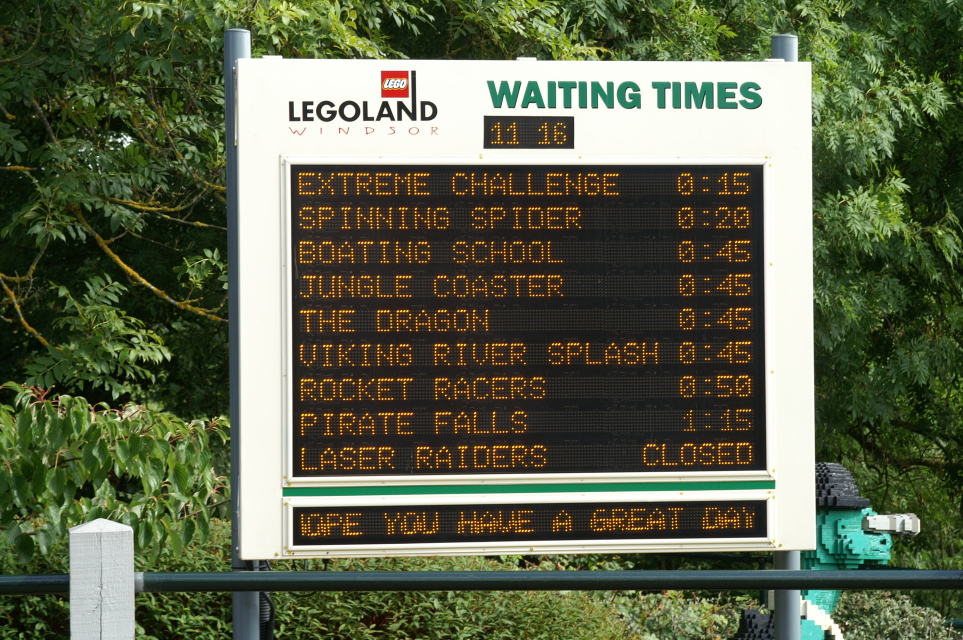 LEGO
LEGOLAND
WINDSOR
WAITING TIMES
11 16
EXTREME CHALLENGE 0:15
SPINNING SPIDER 0:20
BOATING SCHOOL 0:45
JUNGLE COASTER 0:45
THE DRAGON 0:45
VIKING RIVER SPLASH 0:45
ROCKET RACERS 0:50
PIRATE FALLS 1:15
LASER RAIDERS CLOSED
OPE YOU HAVE A GREAT DAY